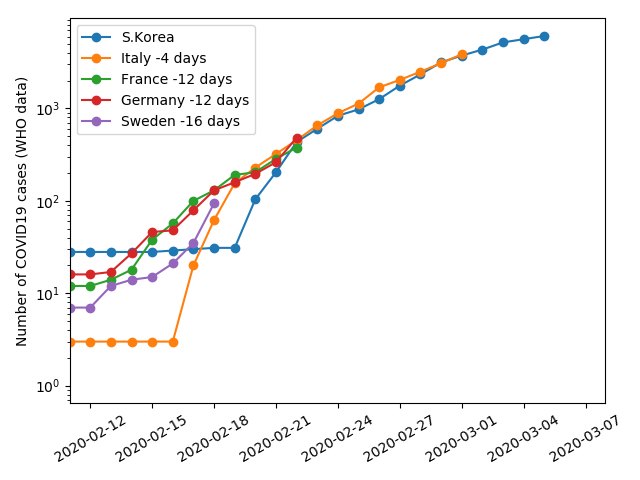 S.Korea
Italy -4 days
France -12 days
Germany -12 days
Sweden -16 days
Number of COVID19 cases (WHO data)
10³
10²
10¹
10⁰
2020-02-12
2020-02-15
2020-02-18
2020-02-21
2020-02-24
2020-02-27
2020-03-01
2020-03-04
2020-03-07